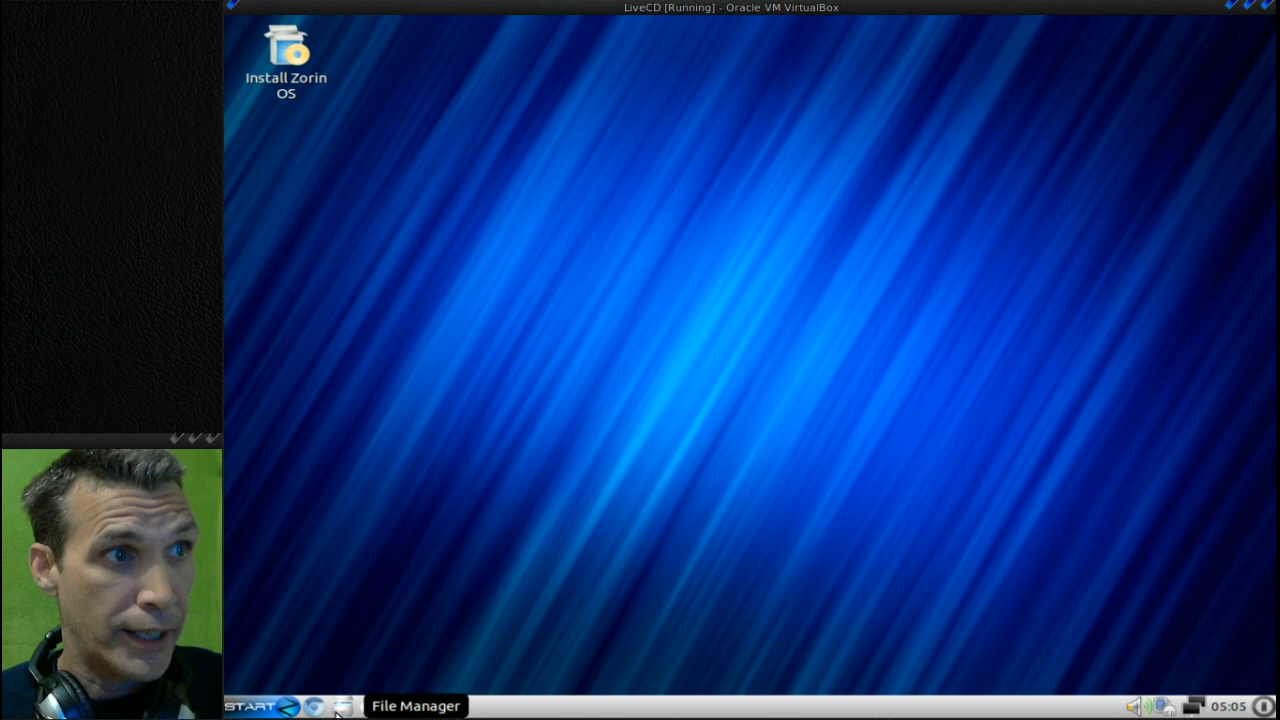 LiveCD [Running] - Oracle VM VirtualBox
Install Zorin
OS
START
File Manager
05:05